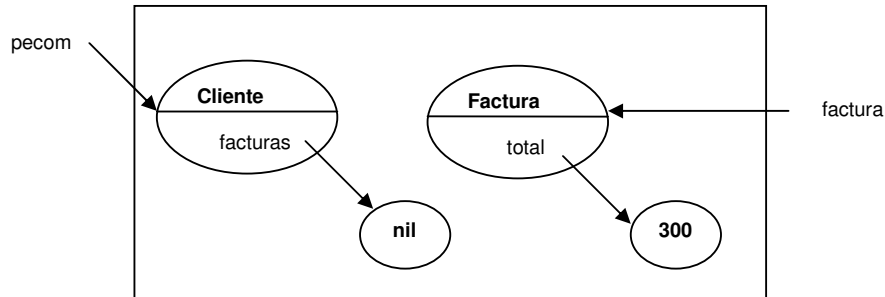 pecom
Cliente
facturas
nil
Factura
total
300
factura